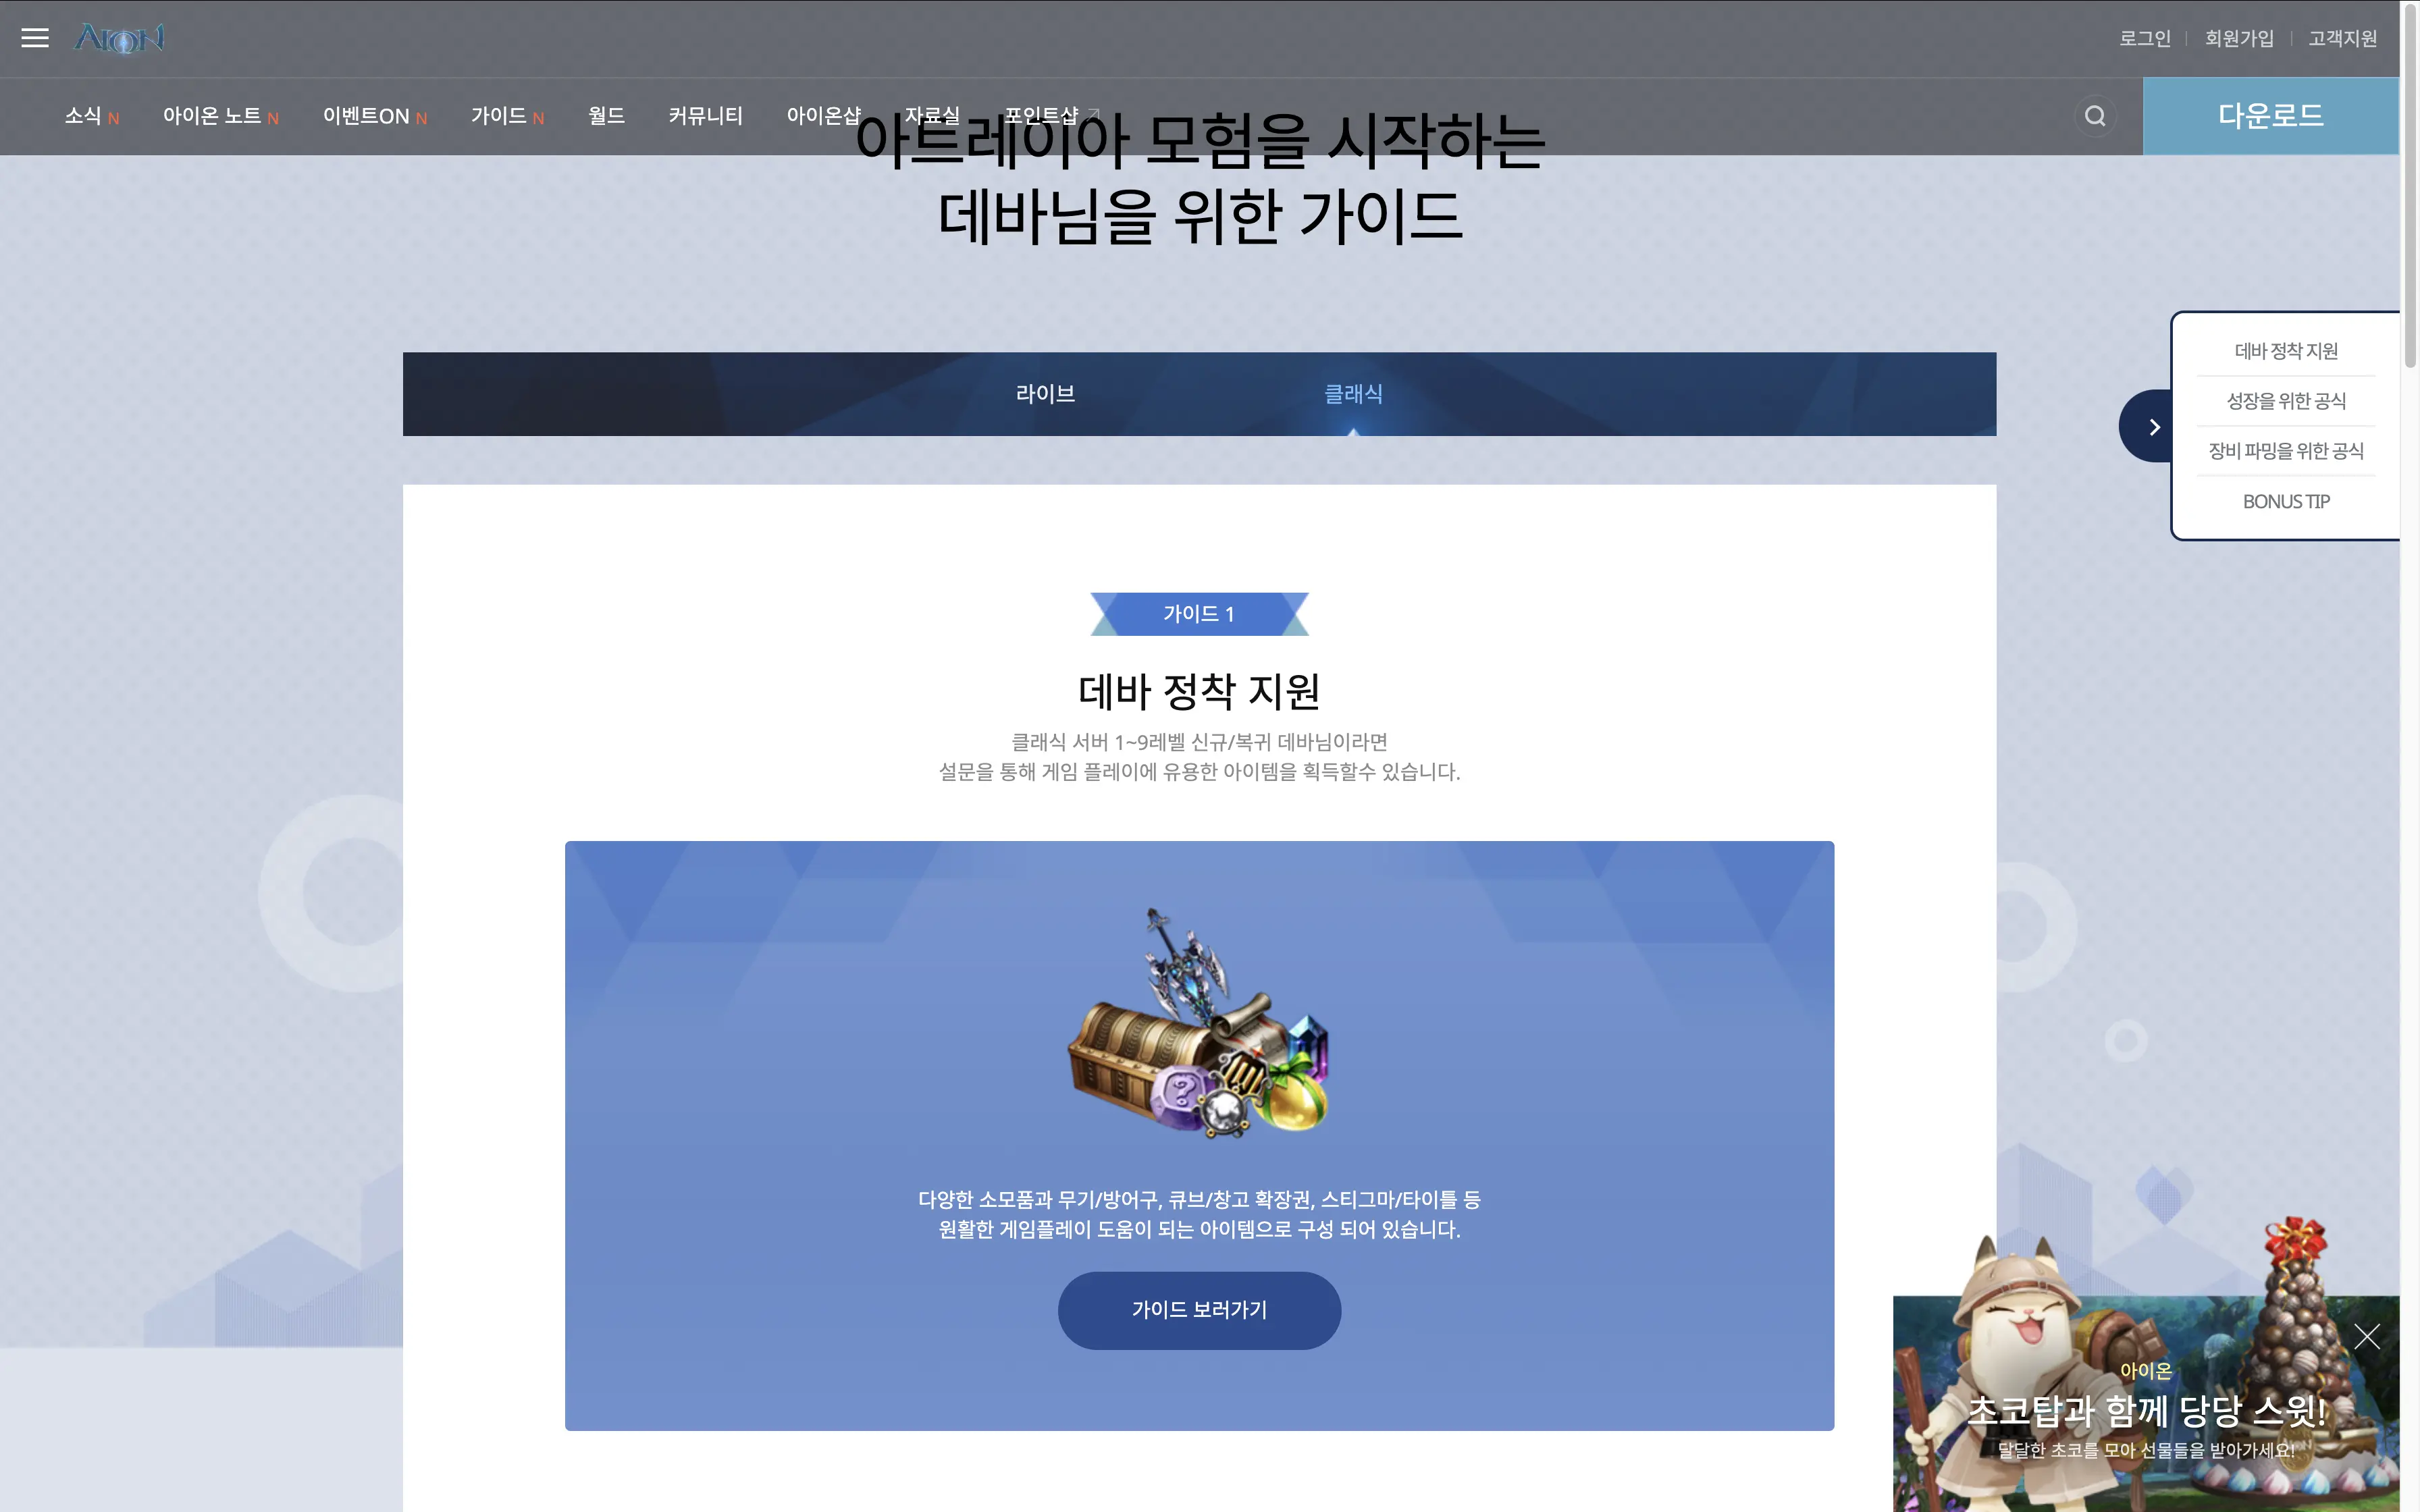 AION
로그인
회원가입
고객지원
소식 N
아이온 노트 N
이벤트ON N
가이드 N
월드
커뮤니티
아이온샵
자료실
포인트샵
다운로드
아트레이아 모험을 시작하는
데바님을 위한 가이드
라이브
클래식
데바 정착 지원
성장을 위한 공식
장비 파밍을 위한 공식
BONUS TIP
가이드 1
데바 정착 지원
클래식 서버 1~9레벨 신규/복귀 데바님이라면
설문을 통해 게임 플레이에 유용한 아이템을 획득할수 있습니다.
다양한 소모품과 무기/방어구, 큐브/창고 확장권, 스티그마/타이틀 등
원활한 게임플레이 도움이 되는 아이템으로 구성 되어 있습니다.
가이드 보러가기
아이온
초코탑과 함께 당당 스윗!
달달한 초코를 모아 선물들을 받아가세요!